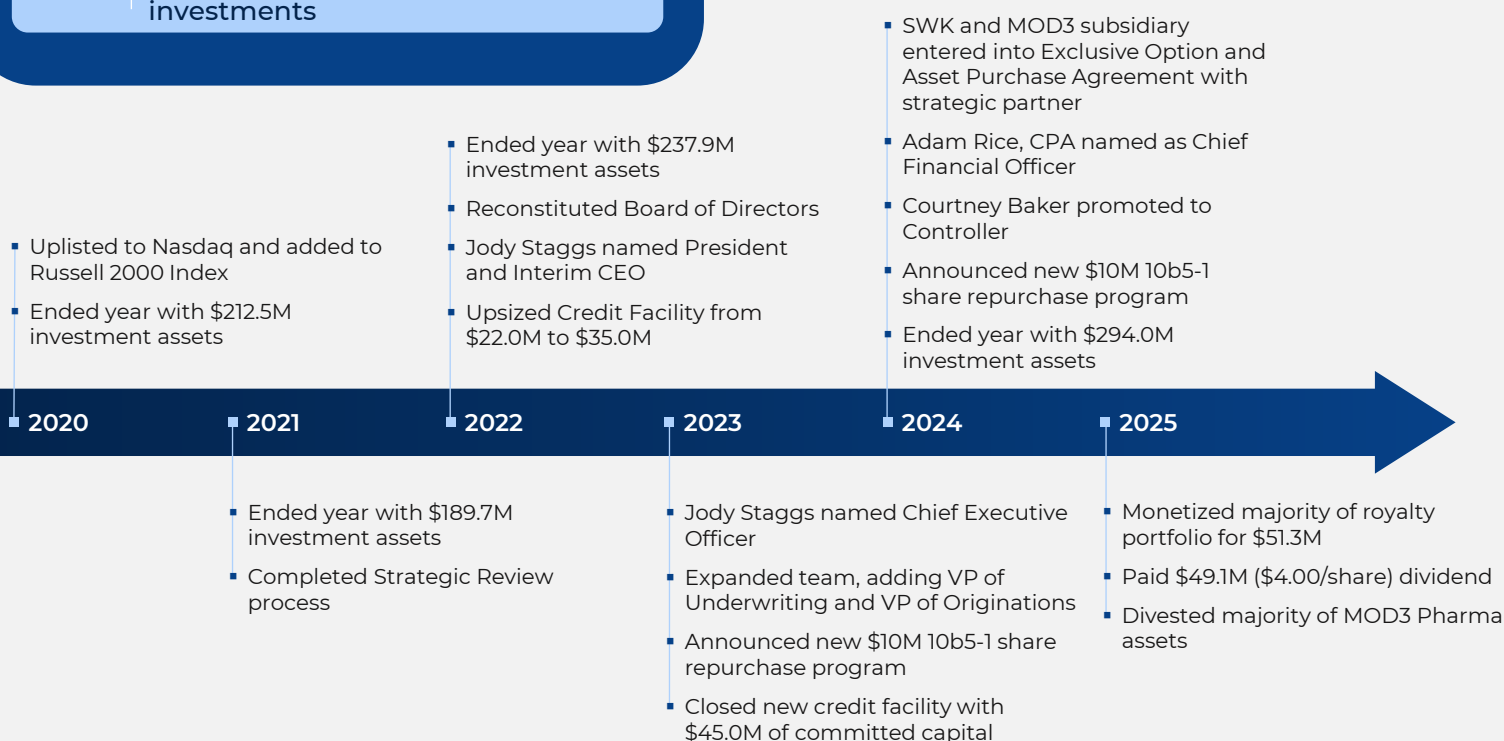 investments
SWK and MOD3 subsidiary
entered into Exclusive Option and
Asset Purchase Agreement with
strategic partner
Adam Rice, CPA named as Chief
Financial Officer
Courtney Baker promoted to
Controller
Announced new $10M 10b5-1
share repurchase program
Ended year with $294.0M
investment assets
Ended year with $237.9M
investment assets
Reconstituted Board of Directors
Jody Staggs named President
and Interim CEO
Upsized Credit Facility from
$22.0M to $35.0M
Uplisted to Nasdaq and added to
Russell 2000 Index
Ended year with $212.5M
investment assets
2020
2021
2022
2023
2024
2025
Ended year with $189.7M
investment assets
Completed Strategic Review
process
Jody Staggs named Chief Executive
Officer
Expanded team, adding VP of
Underwriting and VP of Originations
Announced new $10M 10b5-1 share
repurchase program
Closed new credit facility with
$45.0M of committed capital
Monetized majority of royalty
portfolio for $51.3M
Paid $49.1M ($4.00/share) dividend
Divested majority of MOD3 Pharma
assets